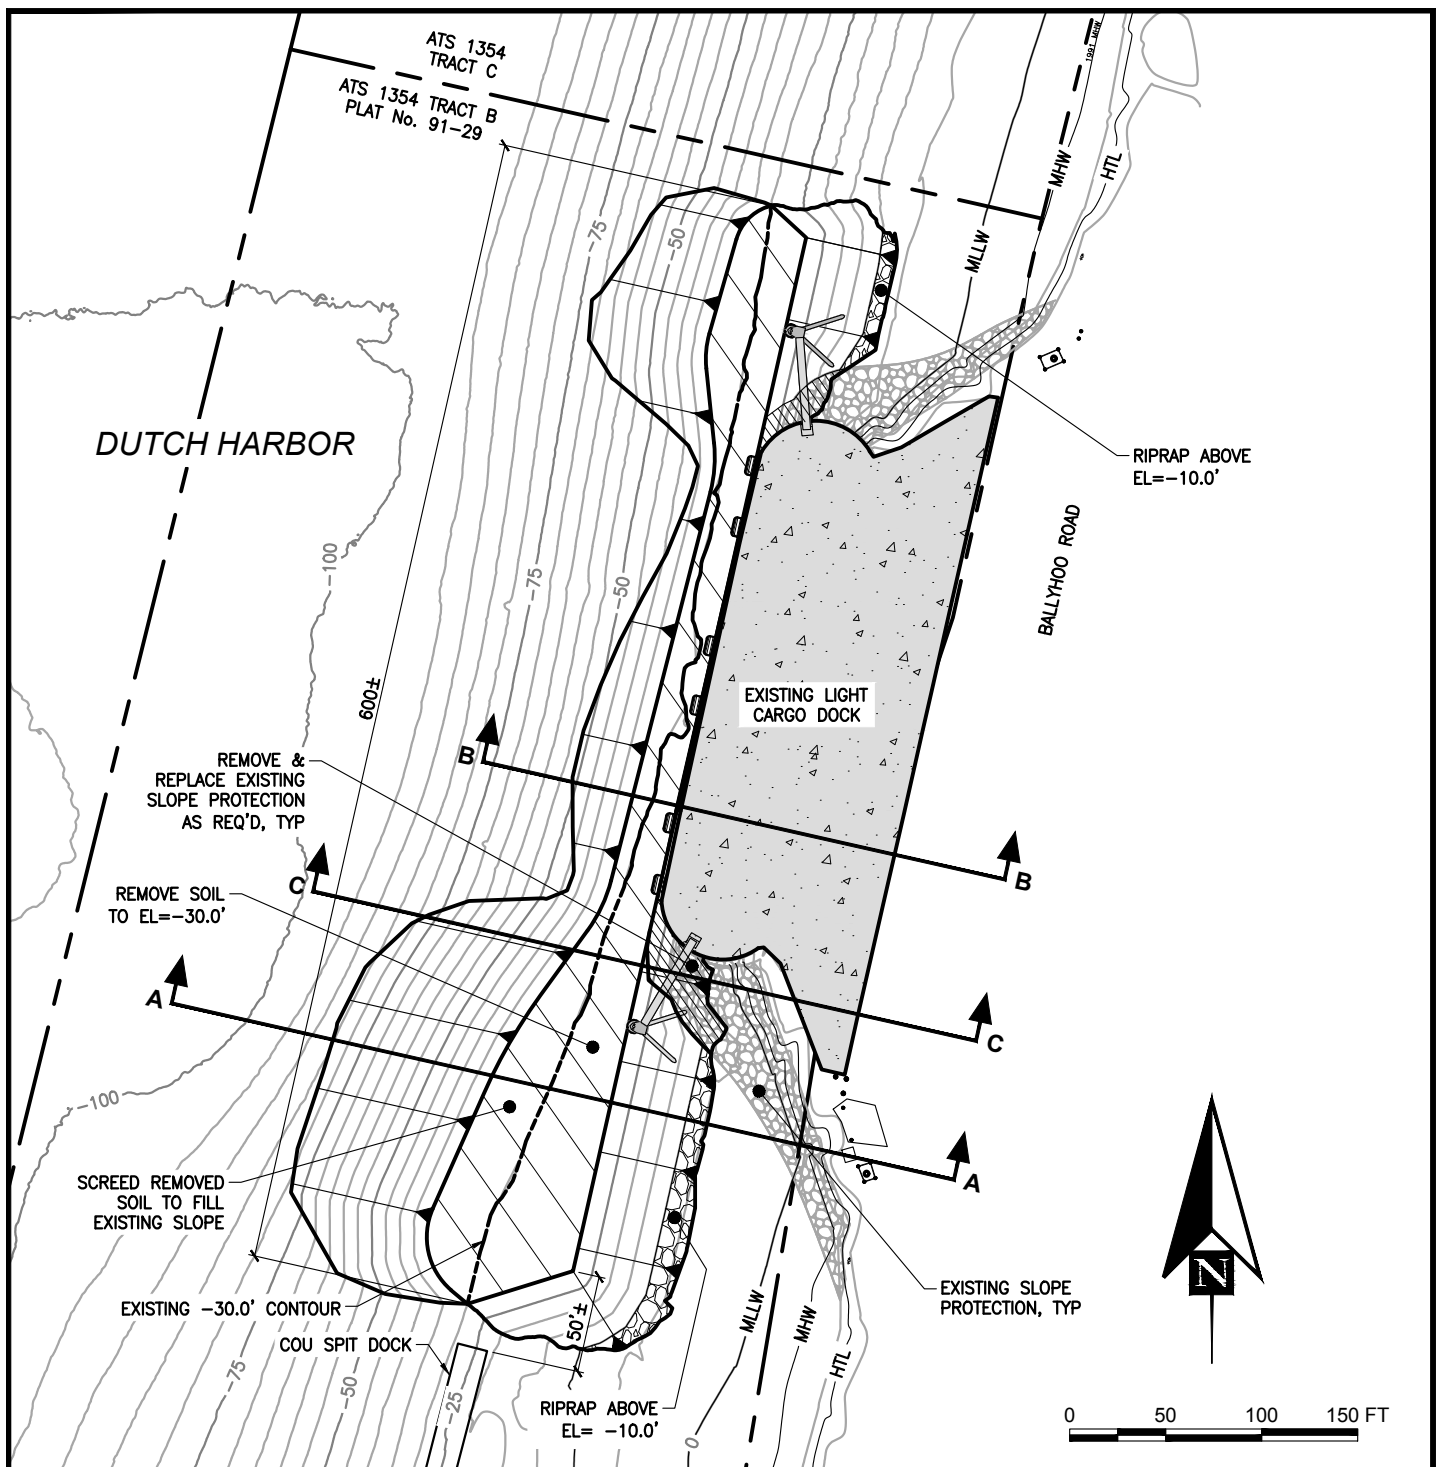 ATS 1354
TRACT C
ATS 1354 TRACT B
PLAT No. 91-29
1991 MHW
MHW
HTL
MLLW
-75
-50
DUTCH HARBOR
RIPRAP ABOVE
EL=-10.0'
BALLYHOO ROAD
-100
-75
-50
600±
EXISTING LIGHT
CARGO DOCK
B
REMOVE &
REPLACE EXISTING
SLOPE PROTECTION
AS REQ'D, TYP
B
C
REMOVE SOIL
TO EL=-30.0'
A
C
-100
A
SCREED REMOVED
SOIL TO FILL
EXISTING SLOPE
EXISTING -30.0' CONTOUR
COU SPIT DOCK
EXISTING SLOPE
PROTECTION, TYP
50'±
MLLW
MHW
HTL
-75
-50
-25
RIPRAP ABOVE
EL= -10.0'
0
N
0 50 100 150 FT